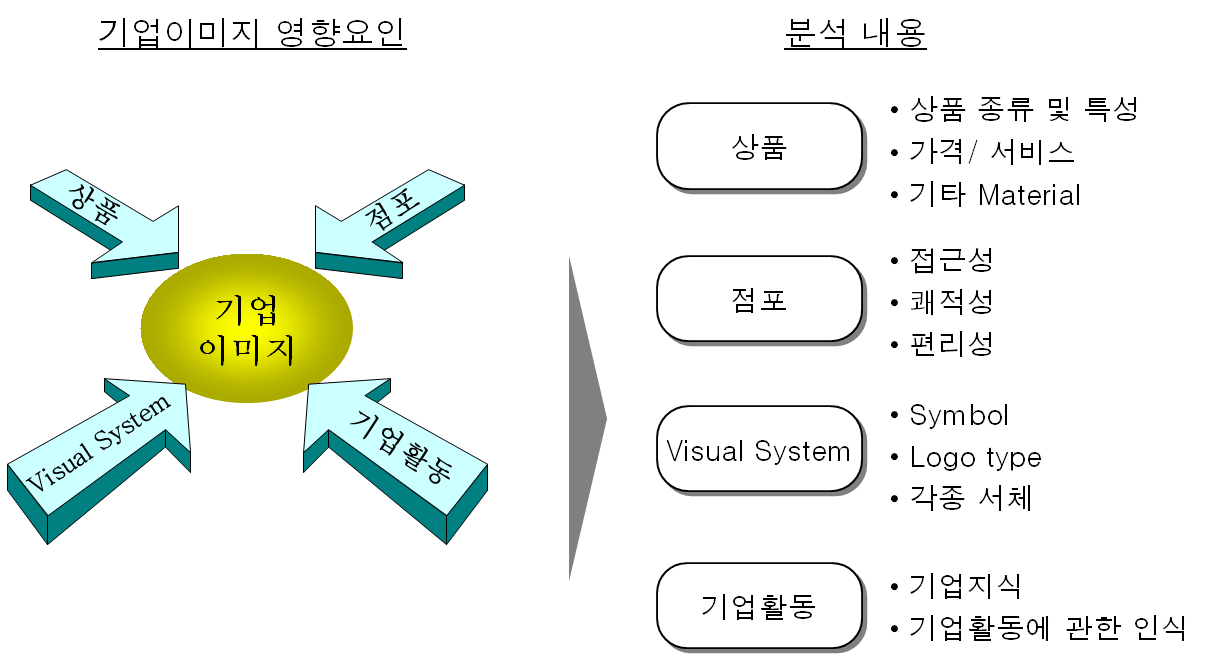 기업이미지 영향요인
상품
점포
기업
이미지
Visual System
기업활동
분석 내용
상품
• 상품 종류 및 특성
• 가격/ 서비스
• 기타 Material
점포
• 접근성
• 쾌적성
• 편리성
Visual System
• Symbol
• Logo type
• 각종 서체
기업활동
• 기업지식
• 기업활동에 관한 인식